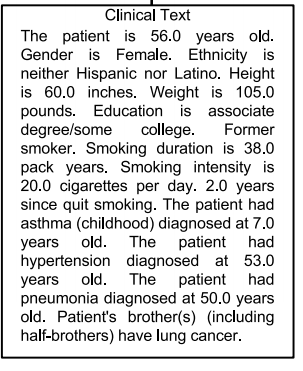 Clinical Text
The patient is 56.0 years old.
Gender is Female. Ethnicity is
neither Hispanic nor Latino. Height
is 60.0 inches. Weight is 105.0
pounds. Education is associate
degree/some college. Former
smoker. Smoking duration is 38.0
pack years. Smoking intensity is
20.0 cigarettes per day. 2.0 years
since quit smoking. The patient had
asthma (childhood) diagnosed at 7.0
years old. The patient had
hypertension diagnosed at 53.0
years old. The patient had
pneumonia diagnosed at 50.0 years
old. Patient's brother(s) (including
half-brothers) have lung cancer.